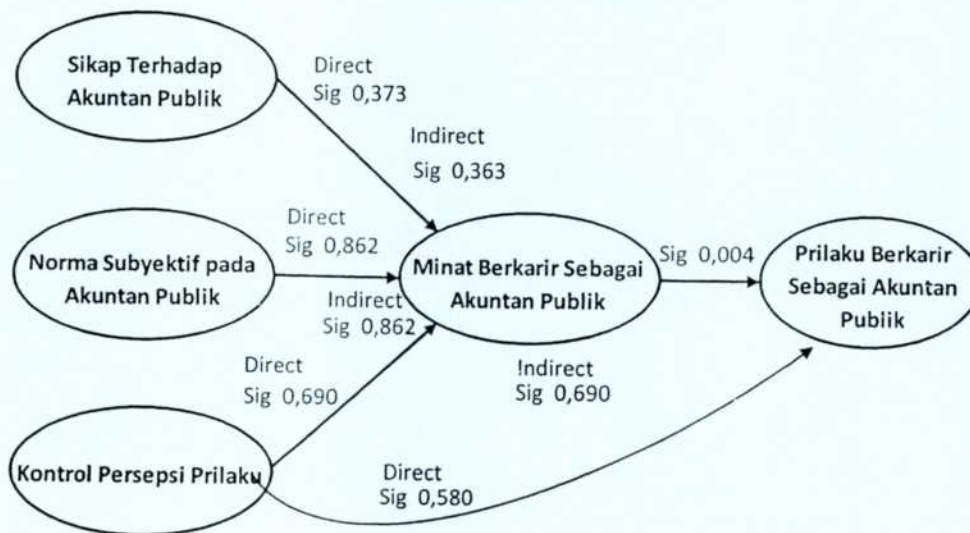 Sikap Terhadap
Akuntan Publik
Direct
Sig 0,373
Indirect
Sig 0,363
Norma Subyektif pada
Akuntan Publik
Direct
Sig 0,862
Indirect
Sig 0,862
Minat Berkarir Sebagai
Akuntan Publik
Sig 0,004
Prilaku Berkarir
Sebagai Akuntan
Publik
Direct
Sig 0,690
Indirect
Sig 0,690
Kontrol Persepsi Prilaku
Direct
Sig 0,580